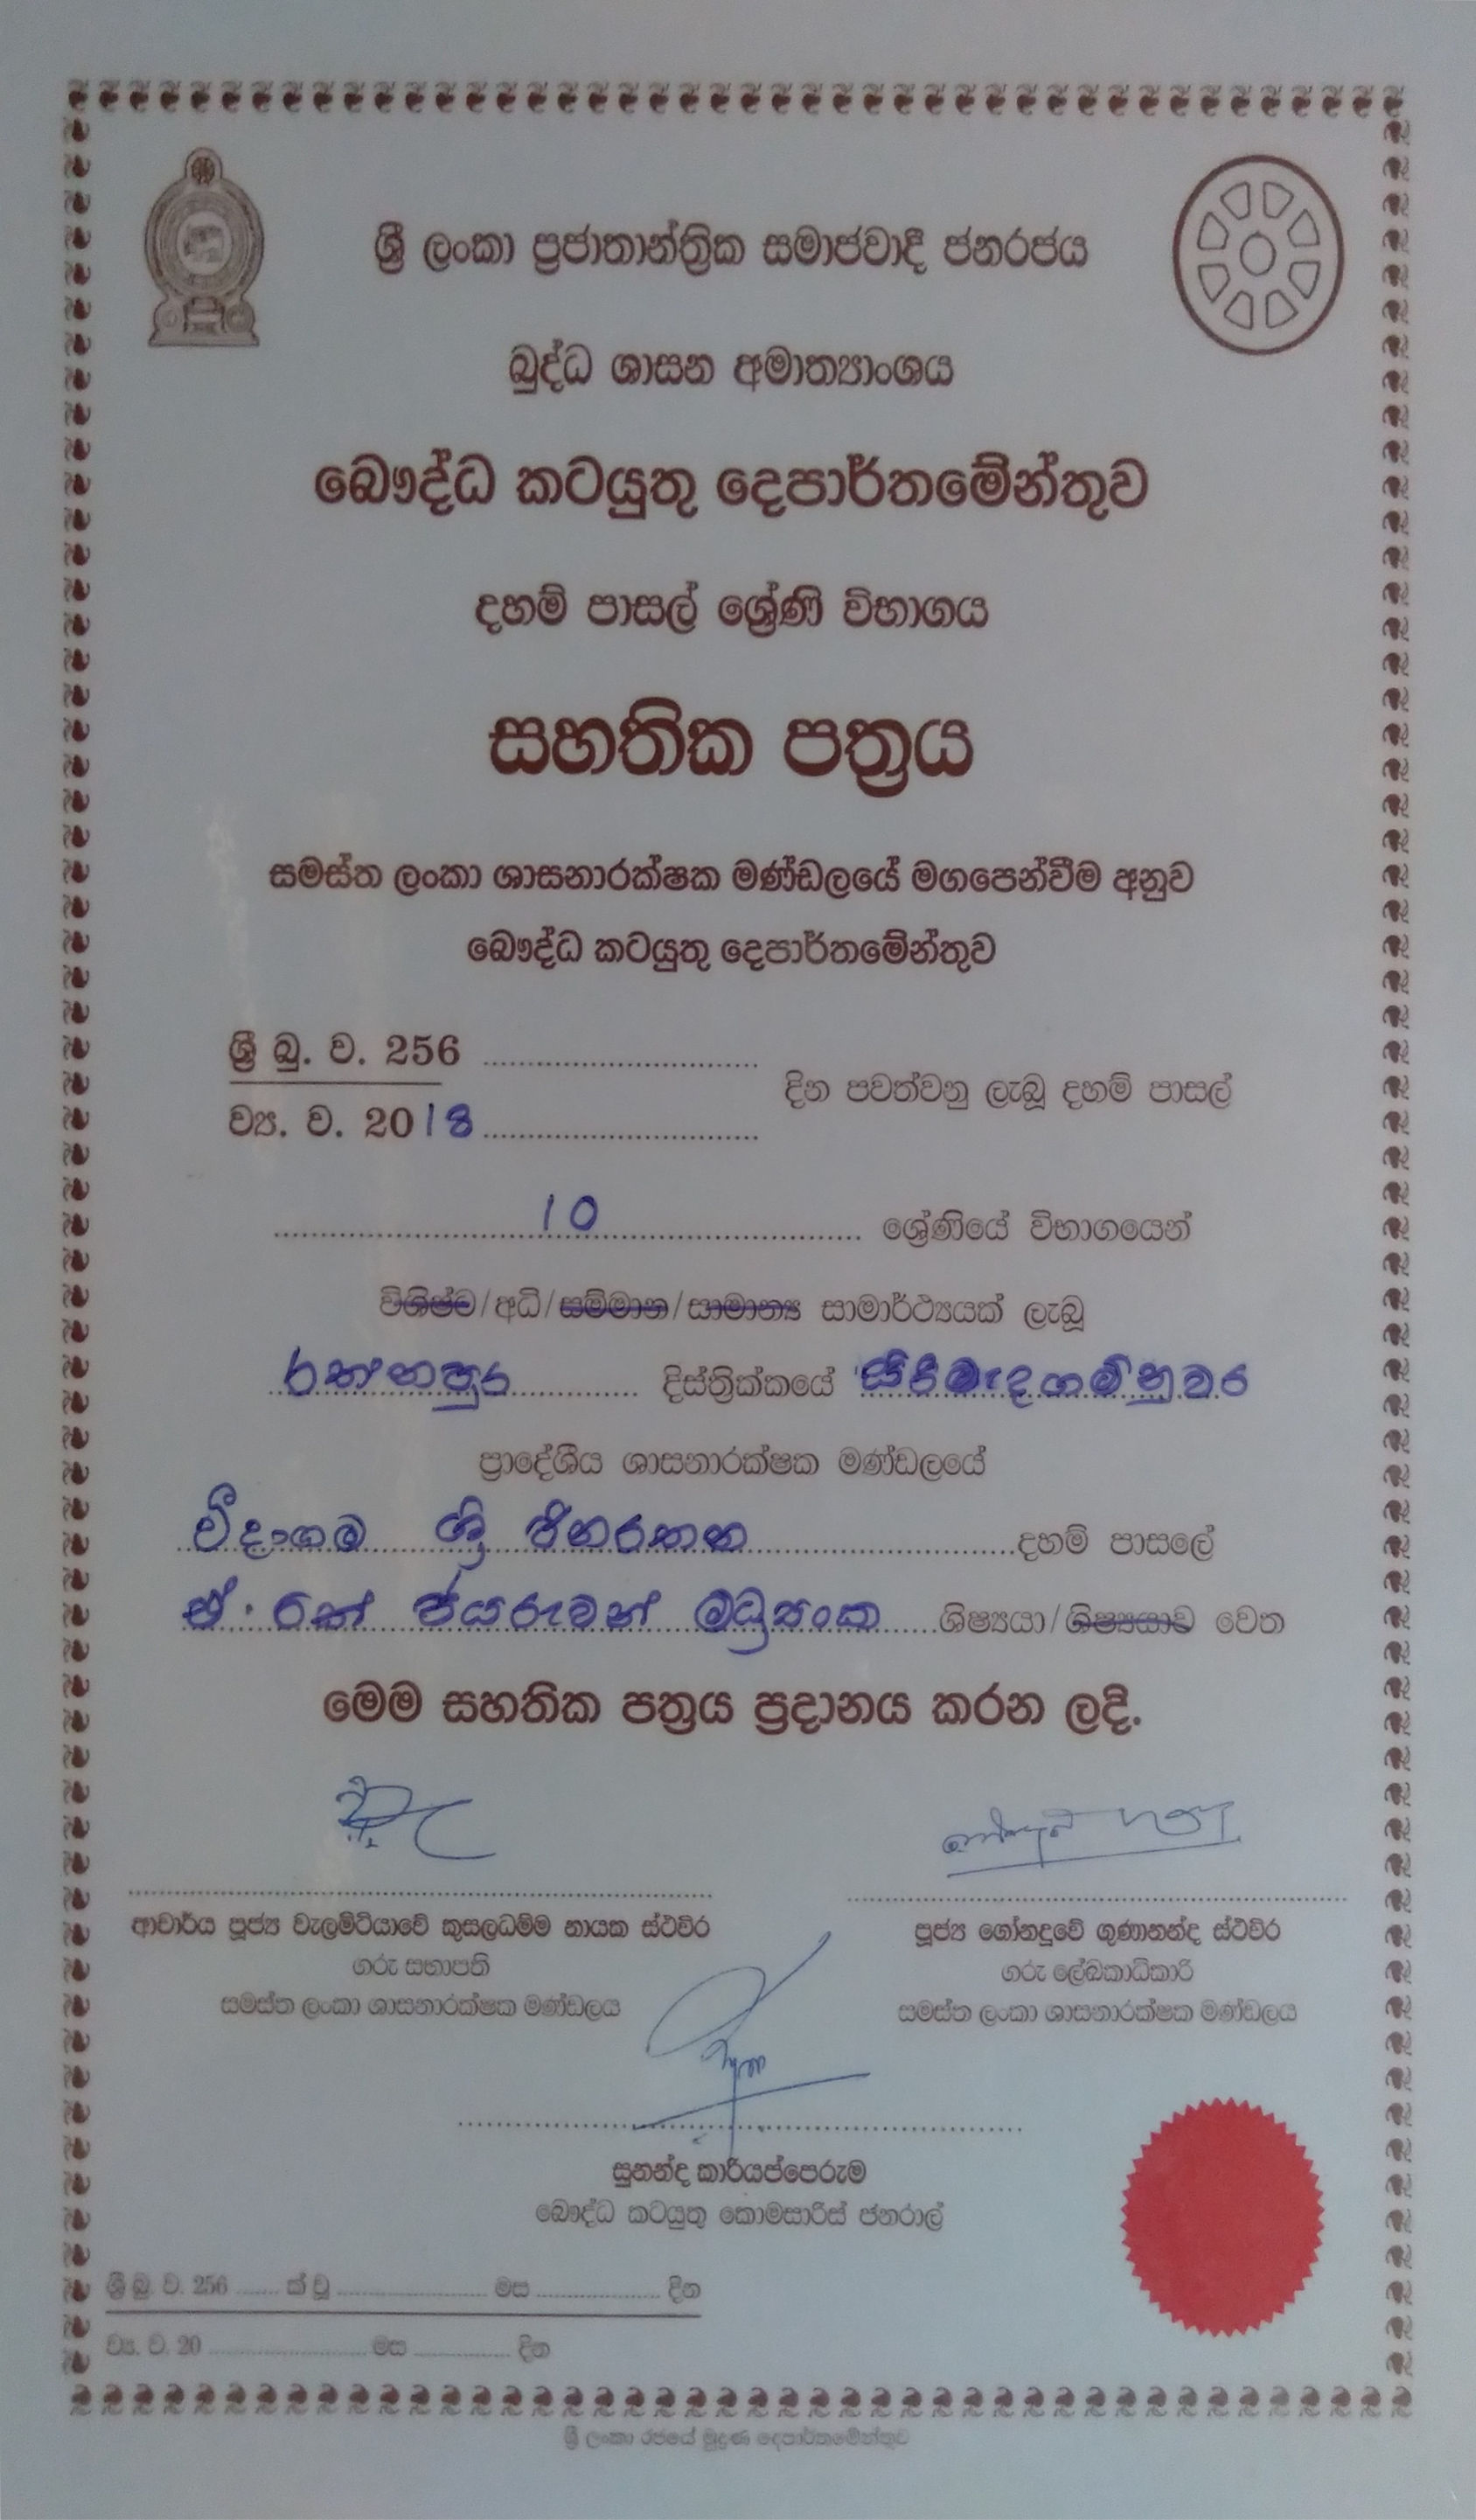 ශ්‍රී ලංකා ප්‍රජාතාන්ත්‍රික සමාජවාදී ජනරජය
බුද්ධ ශාසන අමාත්‍යාංශය
බෞද්ධ කටයුතු දෙපාර්තමේන්තුව
දහම් පාසල් ශ්‍රේණි විභාගය
සහතික පත්‍රය
සමස්ත ලංකා ශාසනාරක්ෂක මණ්ඩලයේ මගපෙන්වීම අනුව
බෞද්ධ කටයුතු දෙපාර්තමේන්තුව
ශ්‍රී බු. ව. 256
දින පවත්වනු ලැබූ දහම් පාසල්
ව්‍ය. ව. 2018
10 ශ්‍රේණියේ විභාගයෙන්
විශිෂ්ට/අධි/සම්මාන/සාමාන්‍ය සාමාර්ථ්‍යයක් ලැබූ
රත්නපුර දිස්ත්‍රික්කයේ සිරිමැදගම්නුවර
ප්‍රාදේශීය ශාසනාරක්ෂක මණ්ඩලයේ
වීදාගම ශ්‍රී ජිනරතන දහම් පාසලේ
ඒ. රත් ජයරුවන් මධුසංක ශිෂ්‍යයා/ශිෂ්‍යයාව වෙත
මෙම සහතික පත්‍රය ප්‍රදානය කරන ලදි.
ආචාර්ය පූජ්‍ය වැලමිටියාවේ කුසලධම්ම නායක ස්ථවිර
ගරු සභාපති
සමස්ත ලංකා ශාසනාරක්ෂක මණ්ඩලය
පූජ්‍ය ගෝනදූවේ ගුණානන්ද ස්ථවිර
ගරු ලේඛකාධිකාරි
සමස්ත ලංකා ශාසනාරක්ෂක මණ්ඩලය
සුනන්ද කාරියප්පෙරුම
බෞද්ධ කටයුතු කොමසාරිස් ජනරාල්
ශ්‍රී බු. ව. 256 ක් වූ මස දින
ව්‍ය. ව. 20 මස දින
ශ්‍රී ලංකා රජයේ මුද්‍රණ දෙපාර්තමේන්තුව